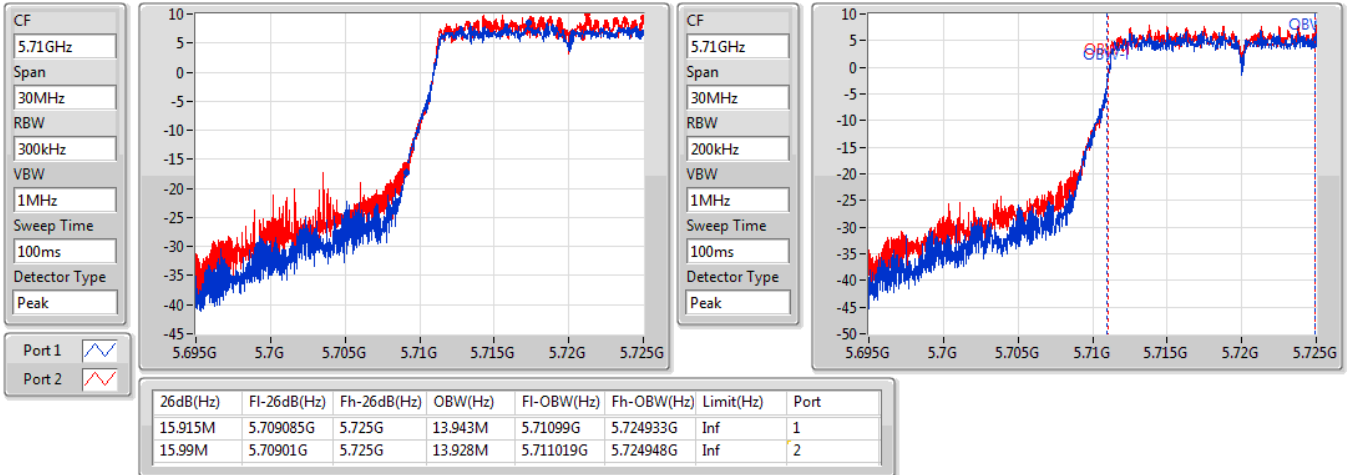 CF
5.71GHz
Span
30MHz
RBW
300kHz
VBW
1MHz
Sweep Time
100ms
Detector Type
Peak
10
5
0
-5
-10
-15
-20
-25
-30
-35
-40
-45
5.695G 5.7G 5.705G 5.71G 5.715G 5.72G 5.725G
CF
5.71GHz
Span
30MHz
RBW
200kHz
VBW
1MHz
Sweep Time
100ms
Detector Type
Peak
10
5
0
-5
-10
-15
-20
-25
-30
-35
-40
-45
-50
OBW-1
OBW
5.695G 5.7G 5.705G 5.71G 5.715G 5.72G 5.725G
Port 1
Port 2
26dB(Hz) Fl-26dB(Hz) Fh-26dB(Hz) OBW(Hz) Fl-OBW(Hz) Fh-OBW(Hz) Limit(Hz) Port
15.915M 5.709085G 5.725G 13.943M 5.71099G 5.724933G Inf 1
15.99M 5.70901G 5.725G 13.928M 5.711019G 5.724948G Inf 2